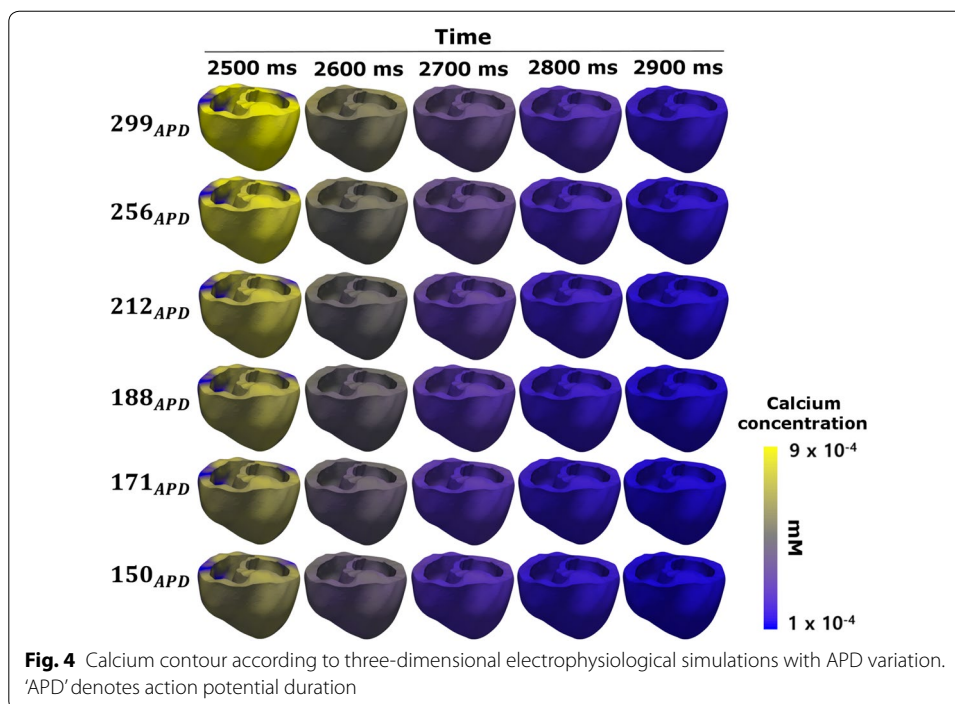 Time
2500 ms 2600 ms 2700 ms 2800 ms 2900 ms
299APD
256APD
212APD
188APD
171APD
150APD
Calcium
concentration
9 x 10-4
mM
1 x 10-4
Fig. 4 Calcium contour according to three-dimensional electrophysiological simulations with APD variation.
'APD' denotes action potential duration